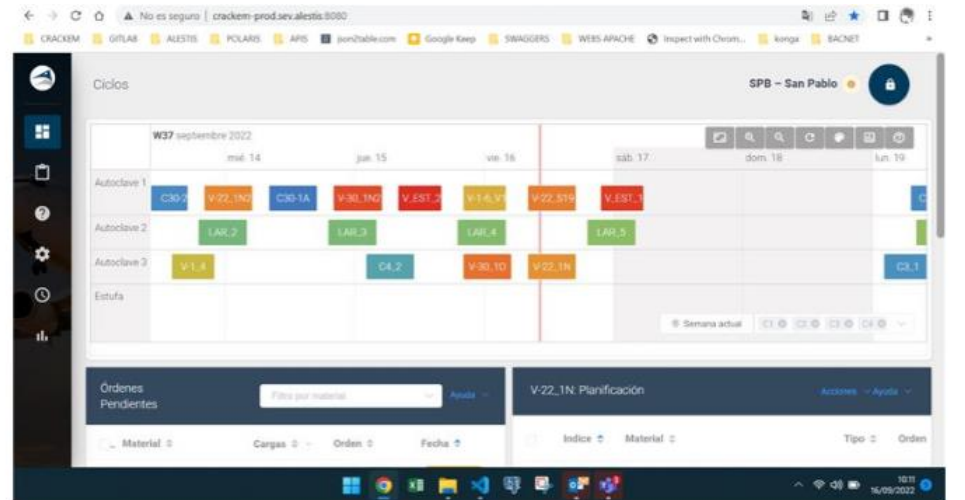 No es seguro | crackem-prod.sev.alestis:8080
CRACKEM GITLAB ALESTIS POLARIS APIS json2table.com Google Keep SWAGGERS WEBS APACHE Inspect with Chrom... konga BACNET »
Ciclos SPB – San Pablo
W37 septiembre 2022
mié. 14 jue. 15 vie. 16 sáb. 17 dom. 18 lun. 19
Autoclave 1 C30-2 V-22_1N2 C30-1A V-30_1N2 V_EST_2 V-1-6_V1 V-22_S19 V_EST_1 C
Autoclave 2 LAR_2 LAR_3 LAR_4 LAR_5
Autoclave 3 V-1_4 C4_2 V-30_1D V-22_1N C3_1
Estufa
Semana actual C1 C2 C3 C4
Órdenes Pendientes Filtro por material Ayuda V-22_1N: Planificación Acciones Ayuda
Material Cargas Orden Fecha Indice Material Tipo Orden
10:11
16/09/2022